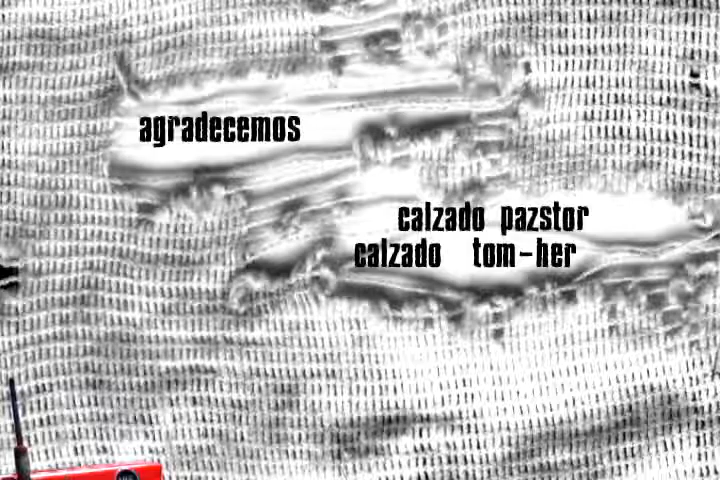 agradecemos
calzado pazstor
calzado tom-her